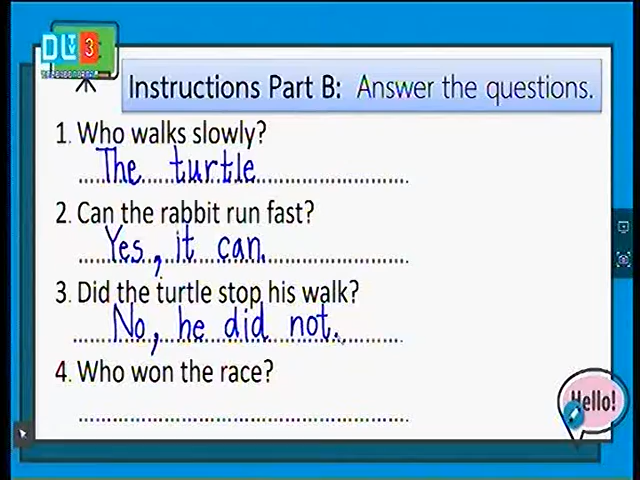 DL
TV
3
Instructions Part B: Answer the questions.
1. Who walks slowly?
The turtle
2. Can the rabbit run fast?
Yes, it can.
3. Did the turtle stop his walk?
No, he did not.
4. Who won the race?
Hello!